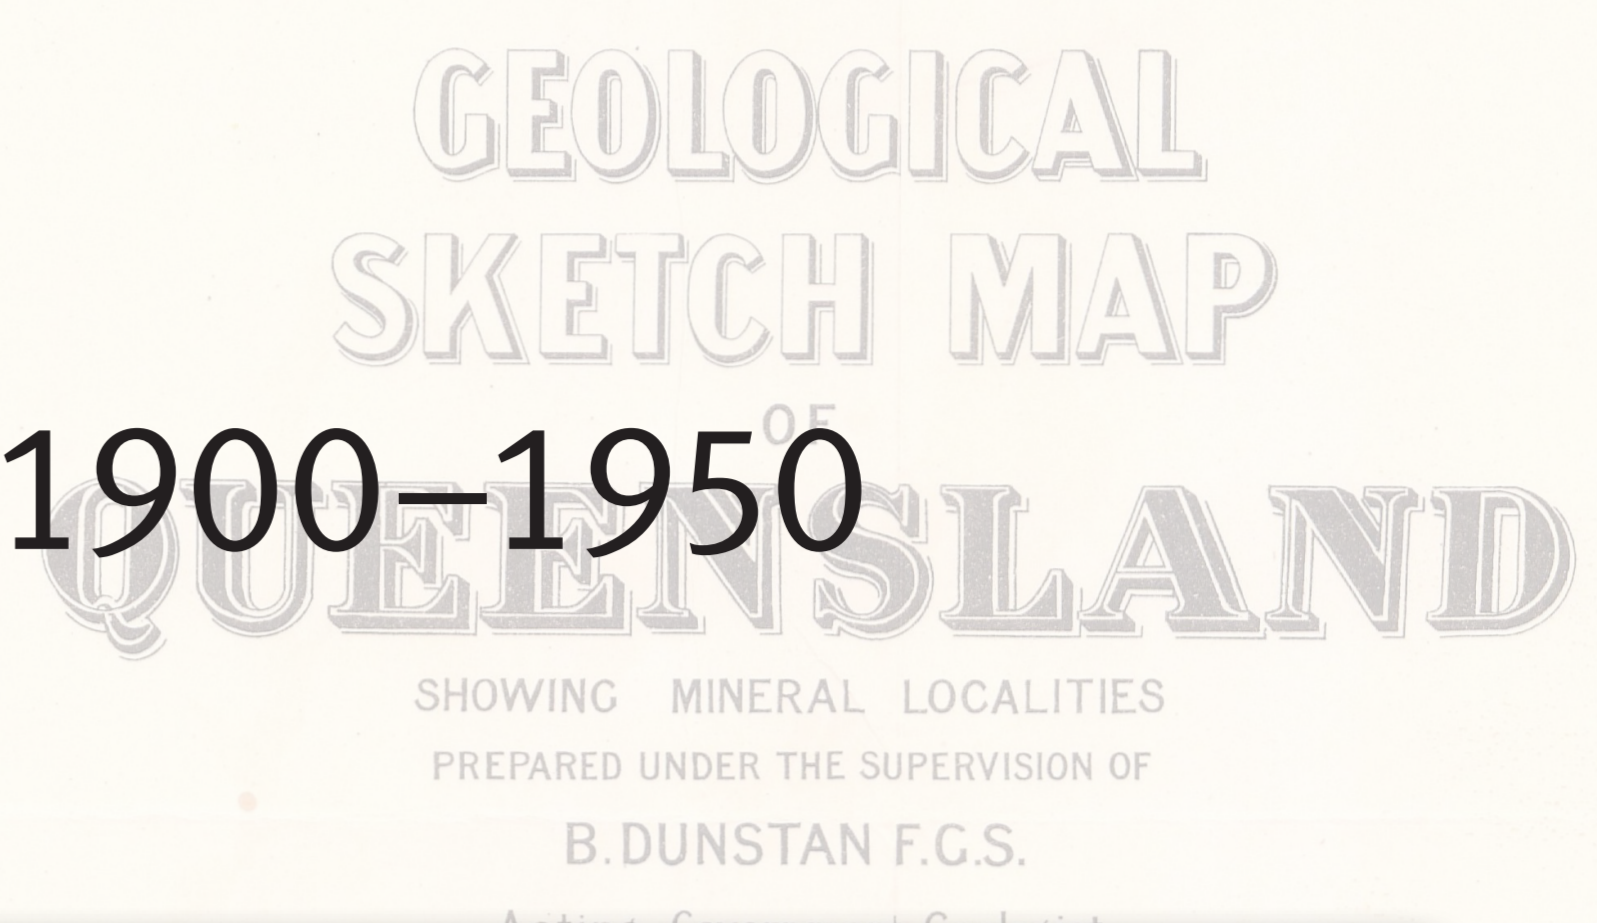 GEOLOGICAL
SKETCH MAP
OF
1900–1950
QUEENSLAND
SHOWING MINERAL LOCALITIES
PREPARED UNDER THE SUPERVISION OF
B. DUNSTAN F.G.S.